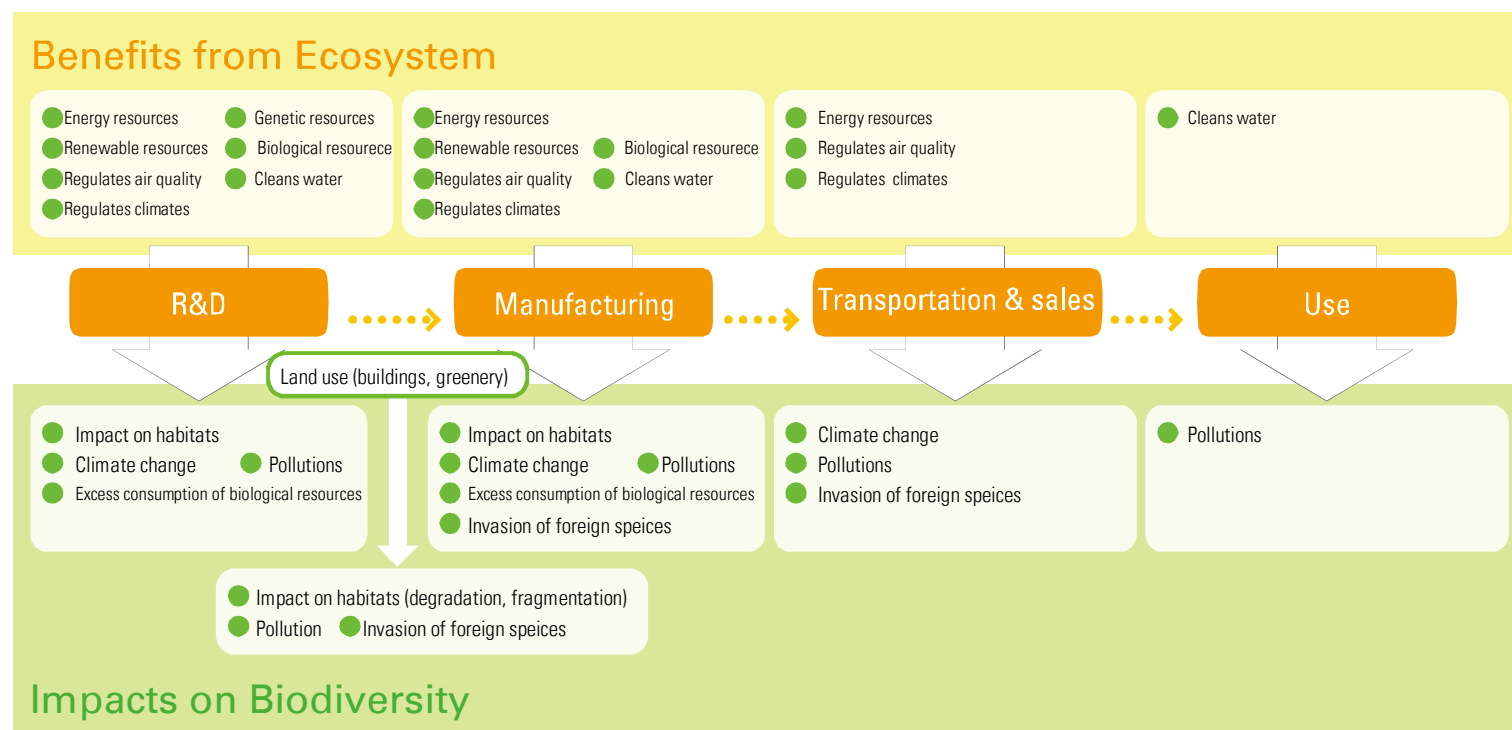 Benefits from Ecosystem
Energy resources
Genetic resources
Renewable resources
Biological resourece
Regulates air quality
Cleans water
Regulates climates
Energy resources
Renewable resources
Biological resourece
Regulates air quality
Cleans water
Regulates climates
Energy resources
Regulates air quality
Regulates climates
Cleans water
R&D
Manufacturing
Transportation & sales
Use
Land use (buildings, greenery)
Impact on habitats
Climate change
Pollutions
Excess consumption of biological resources
Impact on habitats
Climate change
Pollutions
Excess consumption of biological resources
Invasion of foreign speices
Climate change
Pollutions
Invasion of foreign speices
Pollutions
Impact on habitats (degradation, fragmentation)
Pollution
Invasion of foreign speices
Impacts on Biodiversity